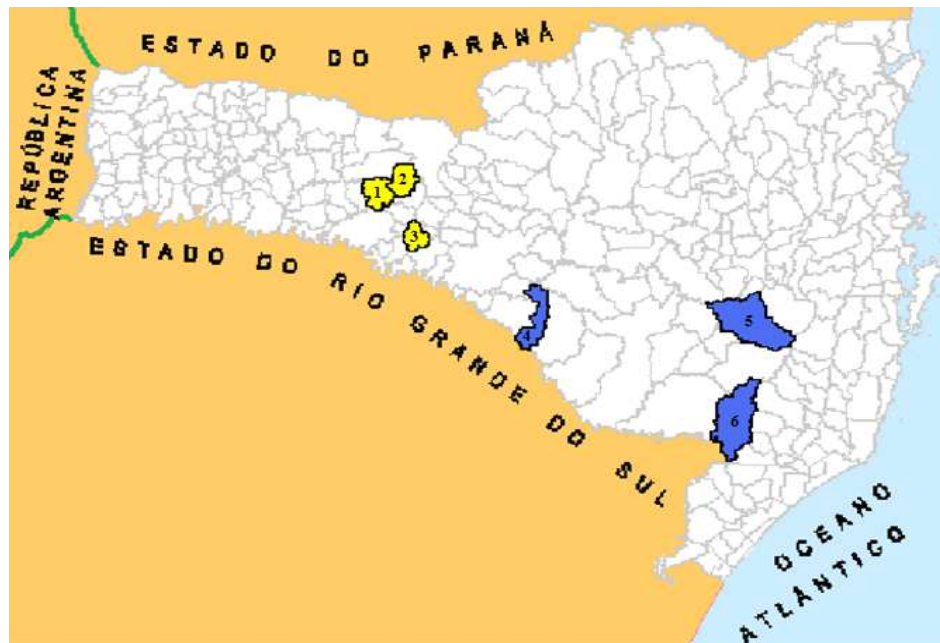 ESTADO DO PARANÁ
REPÚBLICA
ARGENTINA
2
1
3
ESTADO DO RIO GRANDE DO SUL
4
5
6
OCEANO
ATLÂNTICO